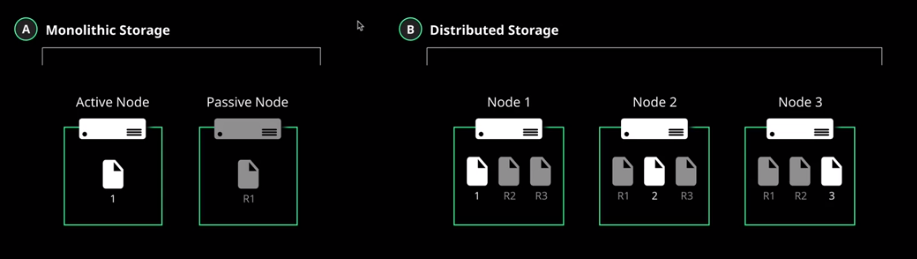 A Monolithic Storage
Active Node
Passive Node
1
R1
B Distributed Storage
Node 1
Node 2
Node 3
1 R2 R3
R1 2 R3
R1 R2 3